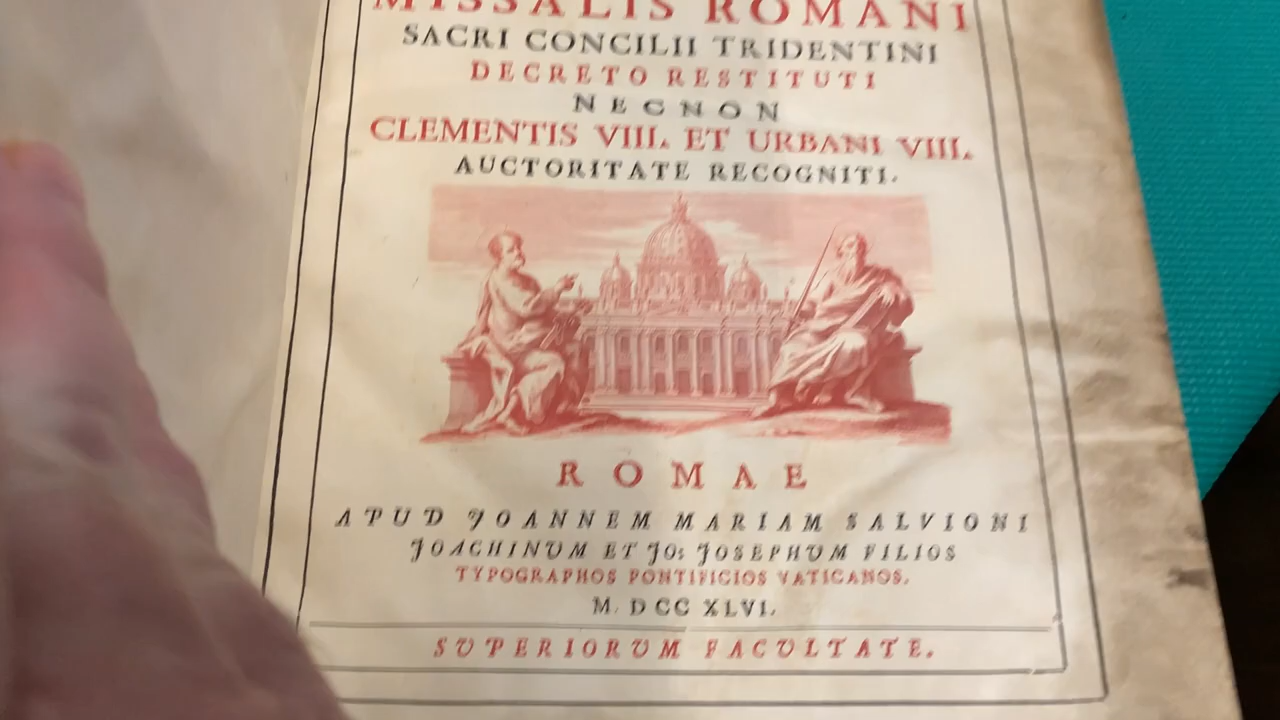 MISSALIS ROMANI
SACRI CONCILII TRIDENTINI
DECRETO RESTITUTI
NECNON
CLEMENTIS VIII. ET URBANI VIII.
AUCTORITATE RECOGNITI.
ROMAE
APUD JOANNEM MARIAM SALVIONI
JOACHINUM ET JO: JOSEPHUM FILIOS
TYPOGRAPHOS PONTIFICIOS VATICANOS.
M. DCC XLVI.
SUPERIORUM FACULTATE.